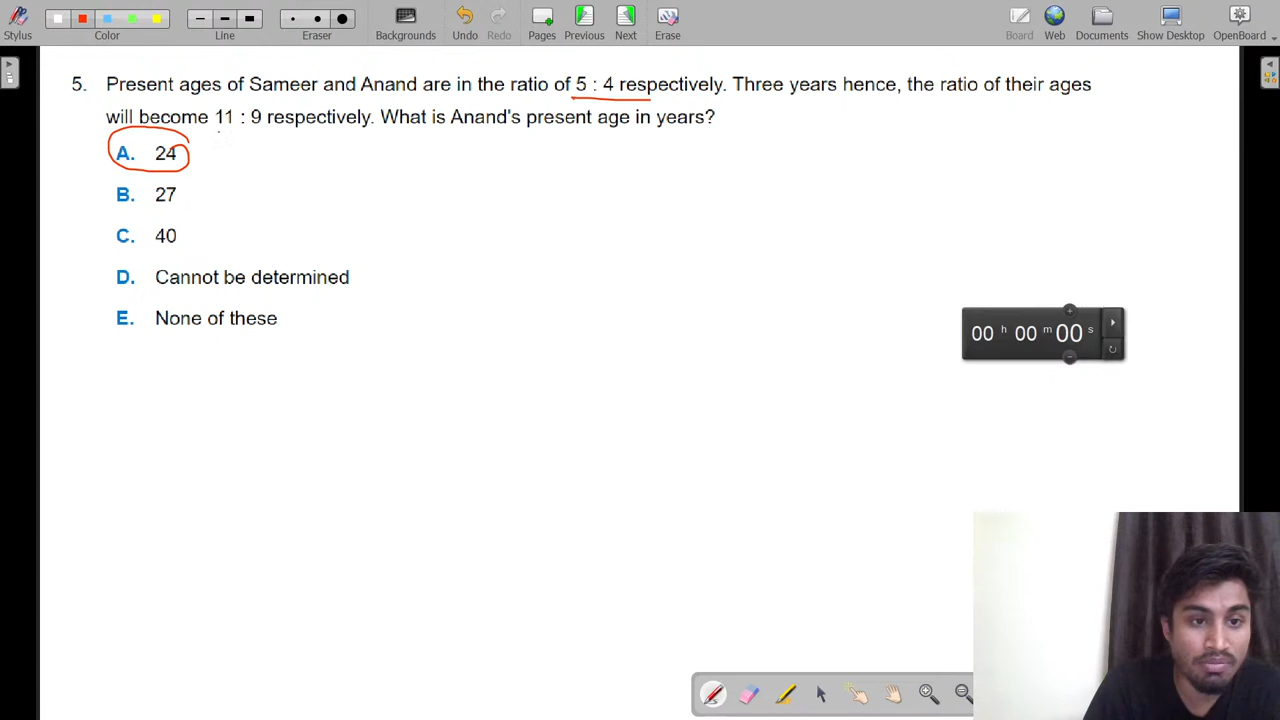 Stylus
Color
Line
Eraser
Backgrounds
Undo
Redo
Pages
Previous
Next
Erase
Board
Web
Documents
Show Desktop
OpenBoard
5. Present ages of Sameer and Anand are in the ratio of 5 : 4 respectively. Three years hence, the ratio of their ages
will become 11 : 9 respectively. What is Anand's present age in years?
A. 24
B. 27
C. 40
D. Cannot be determined
E. None of these
00 h 00 m 00 s